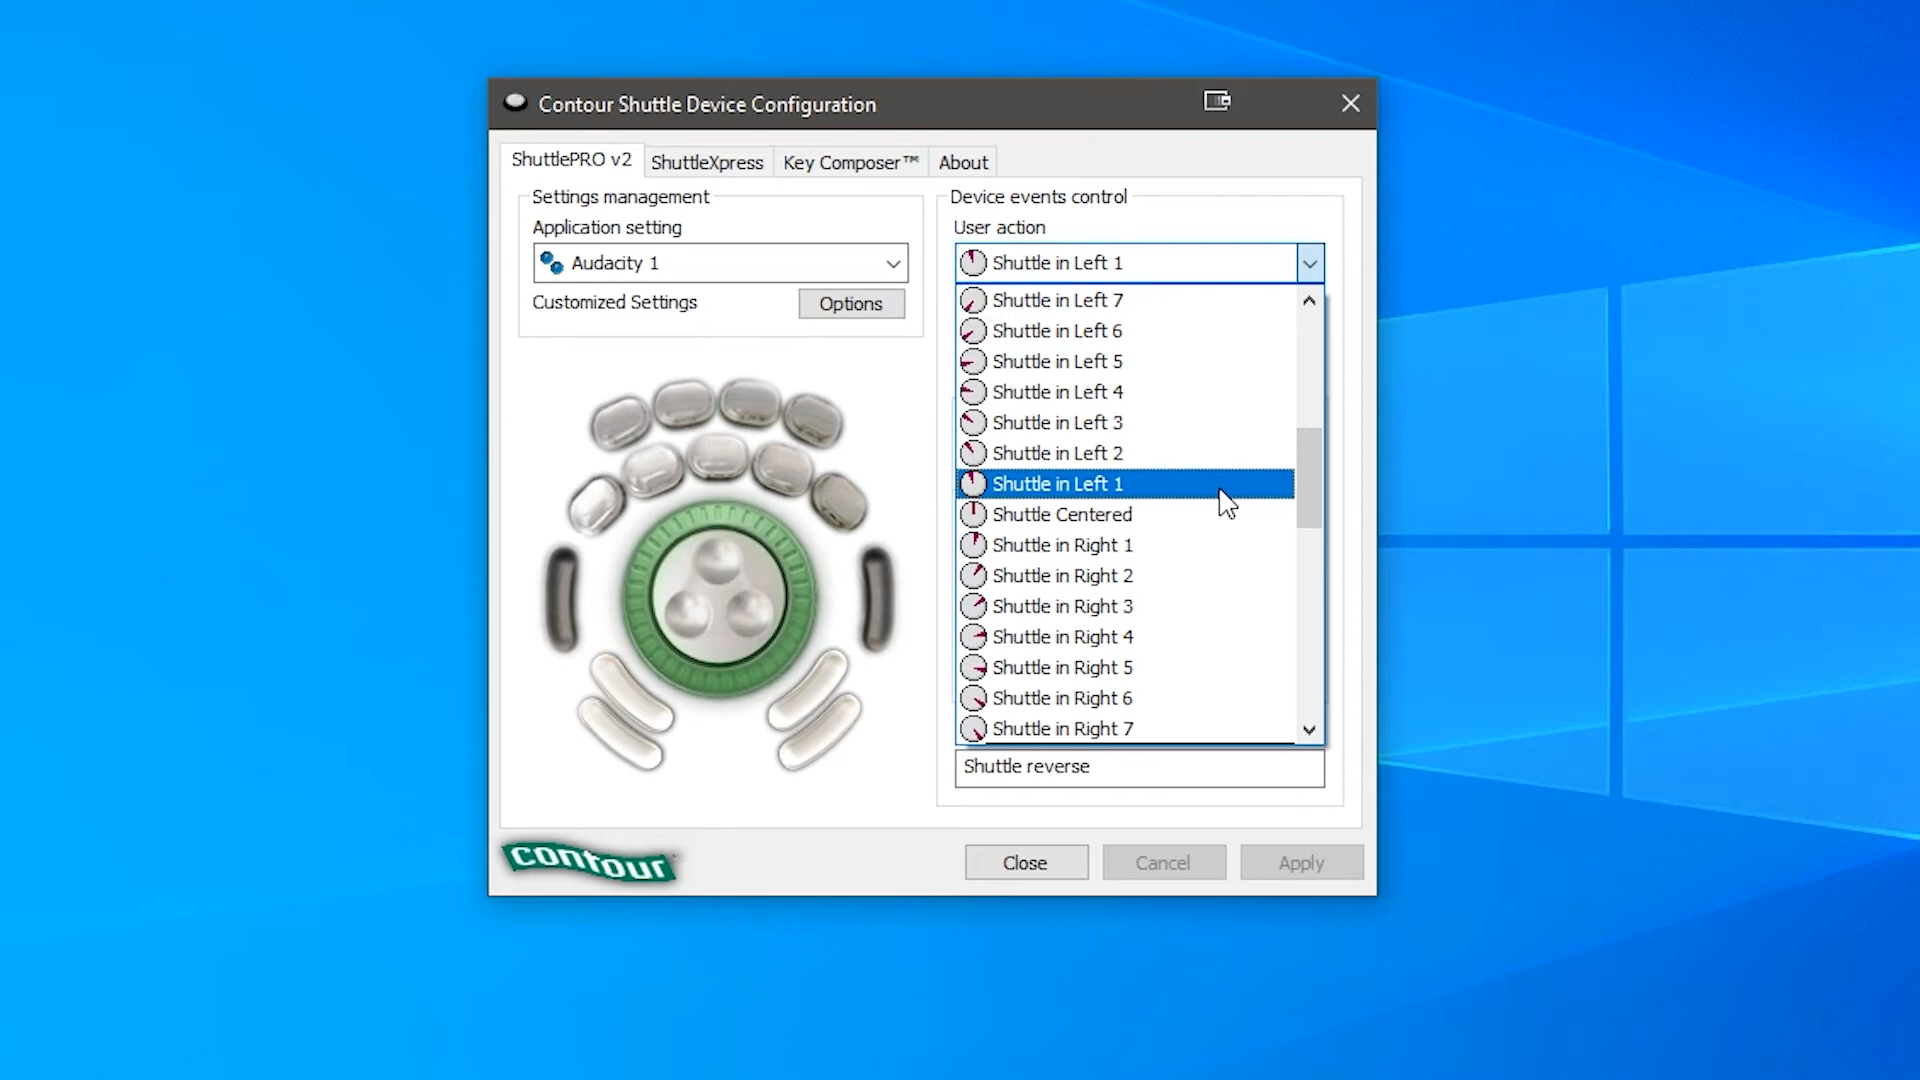 Contour Shuttle Device Configuration
ShuttlePRO v2
ShuttleXpress
Key Composer™
About
Settings management
Application setting
Audacity 1
Customized Settings
Options
Device events control
User action
Shuttle in Left 1
Shuttle in Left 7
Shuttle in Left 6
Shuttle in Left 5
Shuttle in Left 4
Shuttle in Left 3
Shuttle in Left 2
Shuttle in Left 1
Shuttle Centered
Shuttle in Right 1
Shuttle in Right 2
Shuttle in Right 3
Shuttle in Right 4
Shuttle in Right 5
Shuttle in Right 6
Shuttle in Right 7
Shuttle reverse
contour
Close
Cancel
Apply